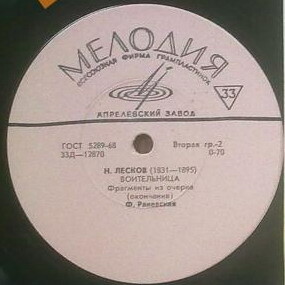 МЕЛОДИЯ
ВСЕСОЮЗНАЯ ФИРМА ГРАМПЛАСТИНОК
33
АПРЕЛЕВСКИЙ ЗАВОД
ГОСТ 5289-68 Вторая гр.-2
33Д-12870 0-70
Н. ЛЕСКОВ (1831—1895)
ВОИТЕЛЬНИЦА
Фрагменты из очерка
(окончание)
Ф. Раневская